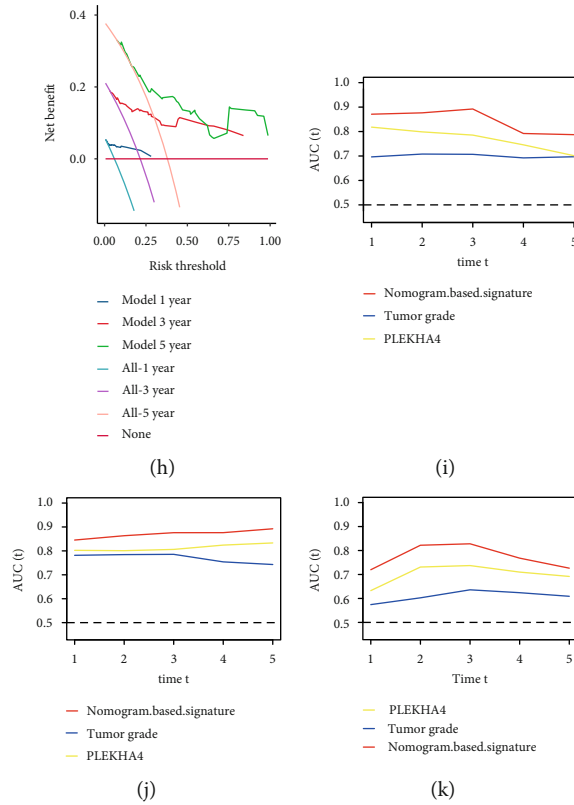 0.4
0.2
0.0
Net benefit
0.00 0.25 0.50 0.75 1.00
Risk threshold
Model 1 year
Model 3 year
Model 5 year
All-1 year
All-3 year
All-5 year
None
(h)
1.0
0.9
0.8
0.7
0.6
0.5
AUC (t)
1 2 3 4 5
time t
Nomogram.based.signature
Tumor grade
PLEKHA4
(i)
1.0
0.9
0.8
0.7
0.6
0.5
AUC (t)
1 2 3 4 5
time t
Nomogram.based.signature
Tumor grade
PLEKHA4
(j)
1.0
0.9
0.8
0.7
0.6
0.5
AUC (t)
1 2 3 4 5
Time t
PLEKHA4
Tumor grade
Nomogram.based.signature
(k)